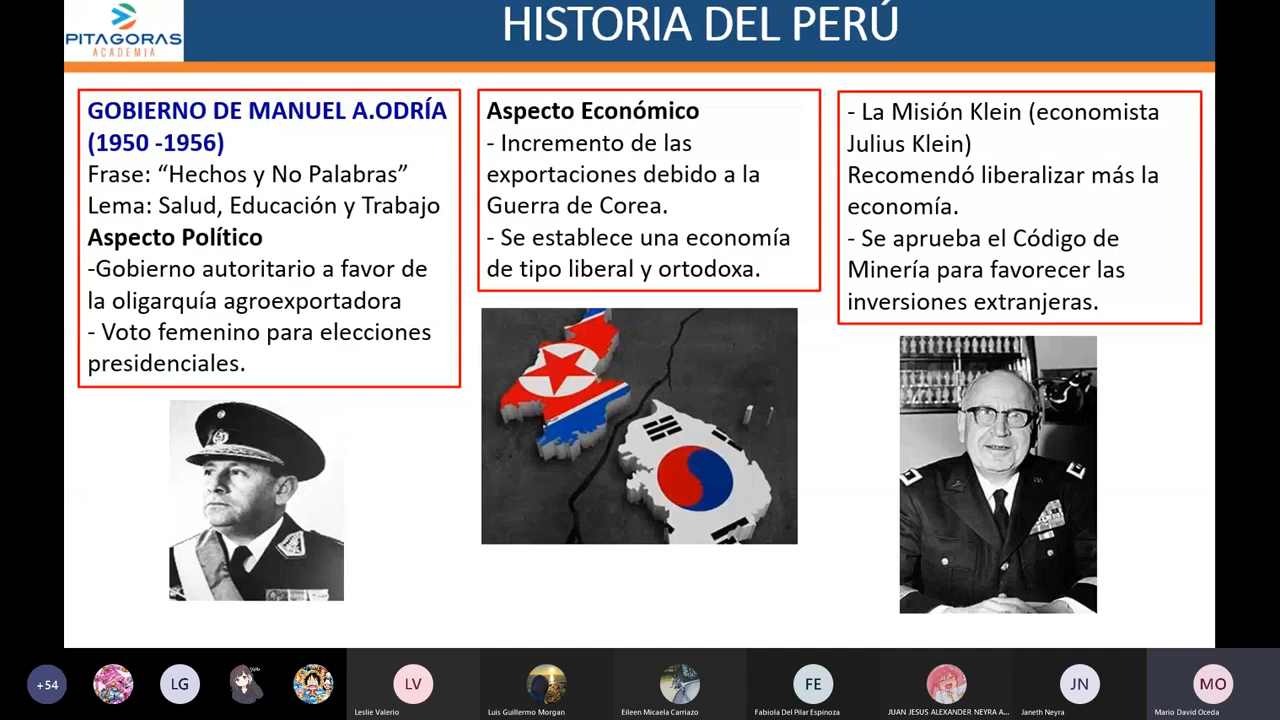 PITAGORAS
ACADEMIA
HISTORIA DEL PERÚ
GOBIERNO DE MANUEL A.ODRÍA
(1950 -1956)
Frase: “Hechos y No Palabras”
Lema: Salud, Educación y Trabajo
Aspecto Político
-Gobierno autoritario a favor de
la oligarquía agroexportadora
- Voto femenino para elecciones
presidenciales.
Aspecto Económico
- Incremento de las
exportaciones debido a la
Guerra de Corea.
- Se establece una economía
de tipo liberal y ortodoxa.
- La Misión Klein (economista
Julius Klein)
Recomendó liberalizar más la
economía.
- Se aprueba el Código de
Minería para favorecer las
inversiones extranjeras.
+54
LG
LV
FE
JN
MO
Leslie Valerio
Luis Guillermo Morgan
Eileen Micaela Carriazo
Fabiola Del Pilar Espinoza
JUAN JESUS ALEXANDER NEYRA A...
Janeth Neyra
Mario David Oceda